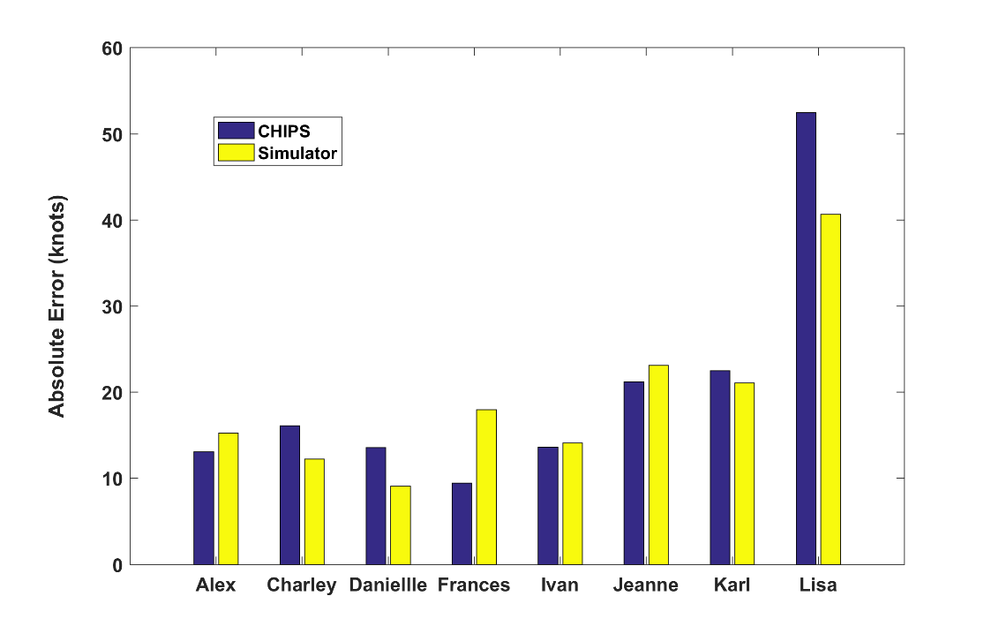 60
50
40
30
20
10
0
Absolute Error (knots)
CHIPS
Simulator
Alex Charley Daniellle Frances Ivan Jeanne Karl Lisa